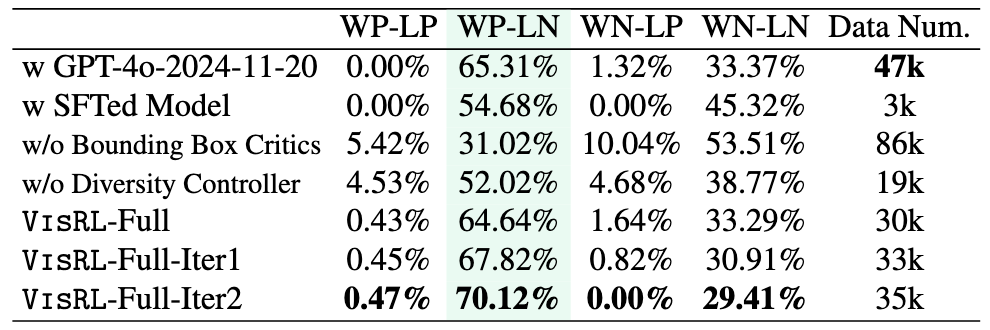 WP-LP WP-LN WN-LP WN-LN Data Num.
w GPT-4o-2024-11-20 0.00% 65.31% 1.32% 33.37% 47k
w SFTed Model 0.00% 54.68% 0.00% 45.32% 3k
w/o Bounding Box Critics 5.42% 31.02% 10.04% 53.51% 86k
w/o Diversity Controller 4.53% 52.02% 4.68% 38.77% 19k
VisRL-Full 0.43% 64.64% 1.64% 33.29% 30k
VisRL-Full-Iter1 0.45% 67.82% 0.82% 30.91% 33k
VisRL-Full-Iter2 0.47% 70.12% 0.00% 29.41% 35k